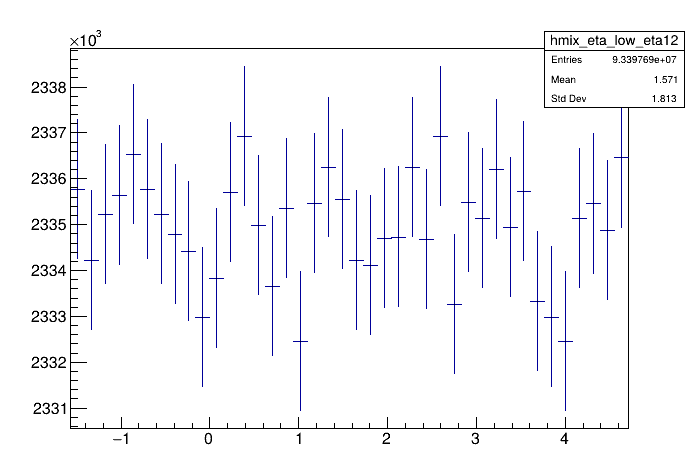 ×10³
hmix_eta_low_eta12
Entries 9.339769e+07
Mean 1.571
Std Dev 1.813
2338
2337
2336
2335
2334
2333
2332
2331
−1 0 1 2 3 4